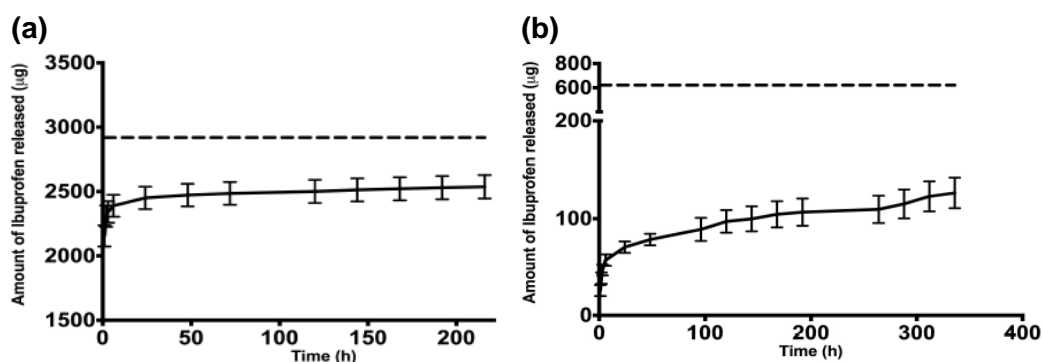 (a)
Amount of Ibuprofen released (µg)
3500
3000
2500
2000
1500
0 50 100 150 200
Time (h)
(b)
Amount of Ibuprofen released (µg)
800
600
200
100
0
0 100 200 300 400
Time (h)